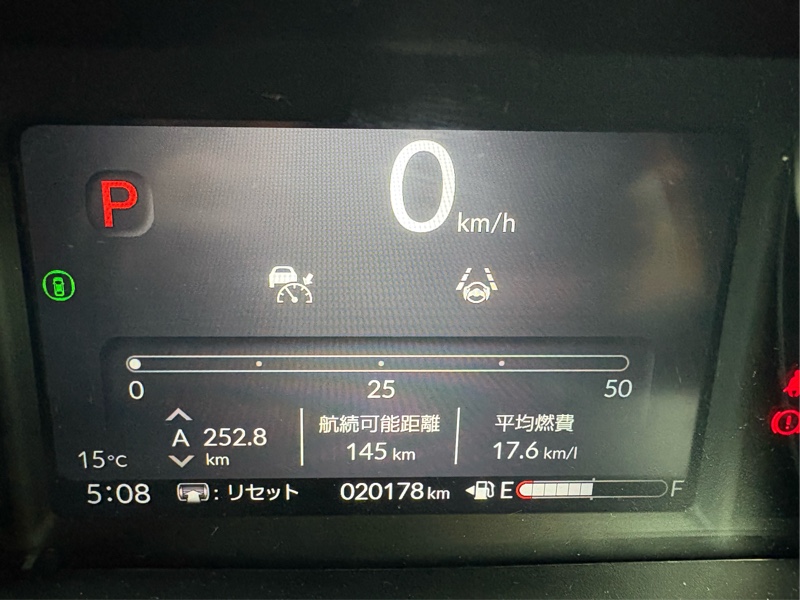 P
0 km/h
0 25 50
A 252.8 km
航続可能距離
145 km
平均燃費
17.6 km/l
15°C
5:08
: リセット
020178 km
E F